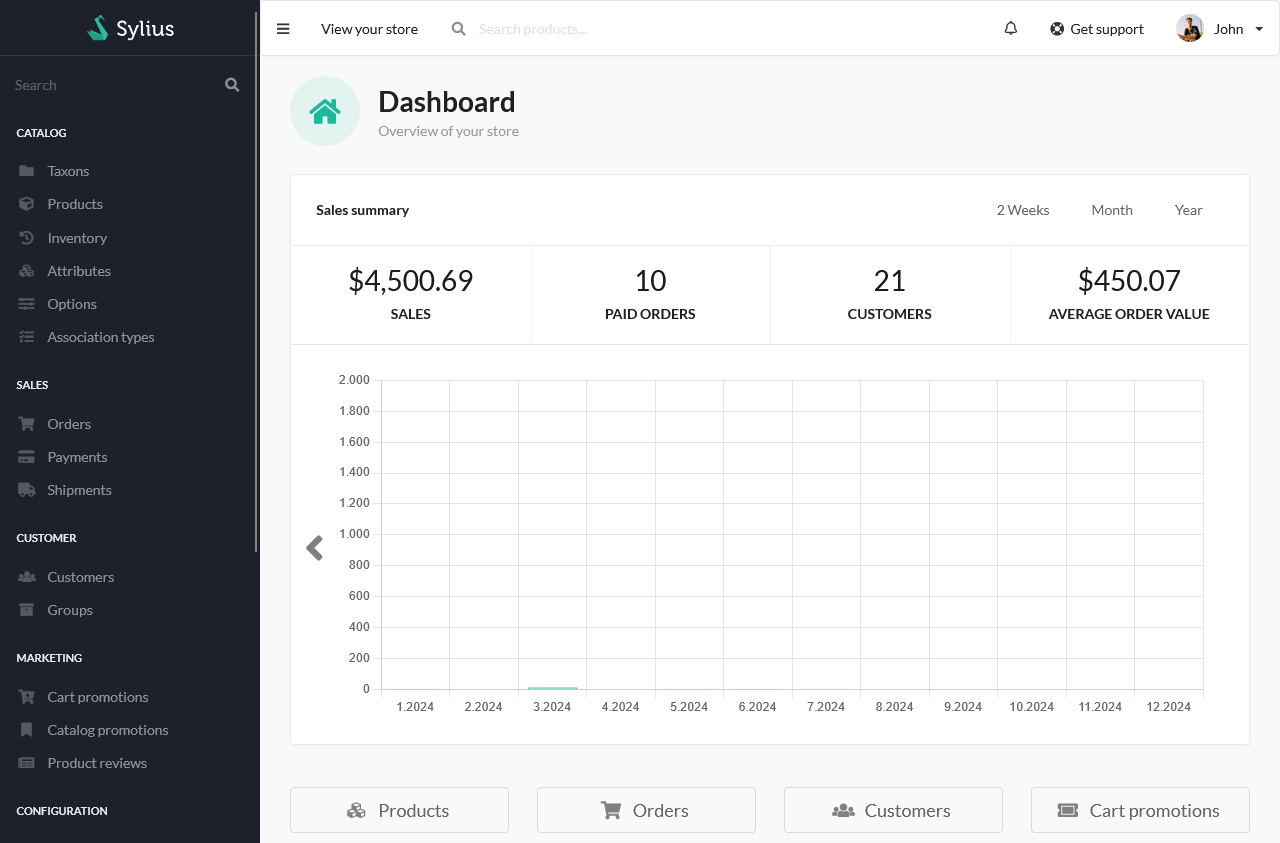 Sylius
View your store
Search products...
Get support
John
Search
CATALOG
Taxons
Products
Inventory
Attributes
Options
Association types
SALES
Orders
Payments
Shipments
CUSTOMER
Customers
Groups
MARKETING
Cart promotions
Catalog promotions
Product reviews
CONFIGURATION
Dashboard
Overview of your store
Sales summary
2 Weeks Month Year
$4,500.69 10 21 $450.07
SALES PAID ORDERS CUSTOMERS AVERAGE ORDER VALUE
2.000
1.800
1.600
1.400
1.200
1.000
800
600
400
200
0
1.2024 2.2024 3.2024 4.2024 5.2024 6.2024 7.2024 8.2024 9.2024 10.2024 11.2024 12.2024
Products Orders Customers Cart promotions